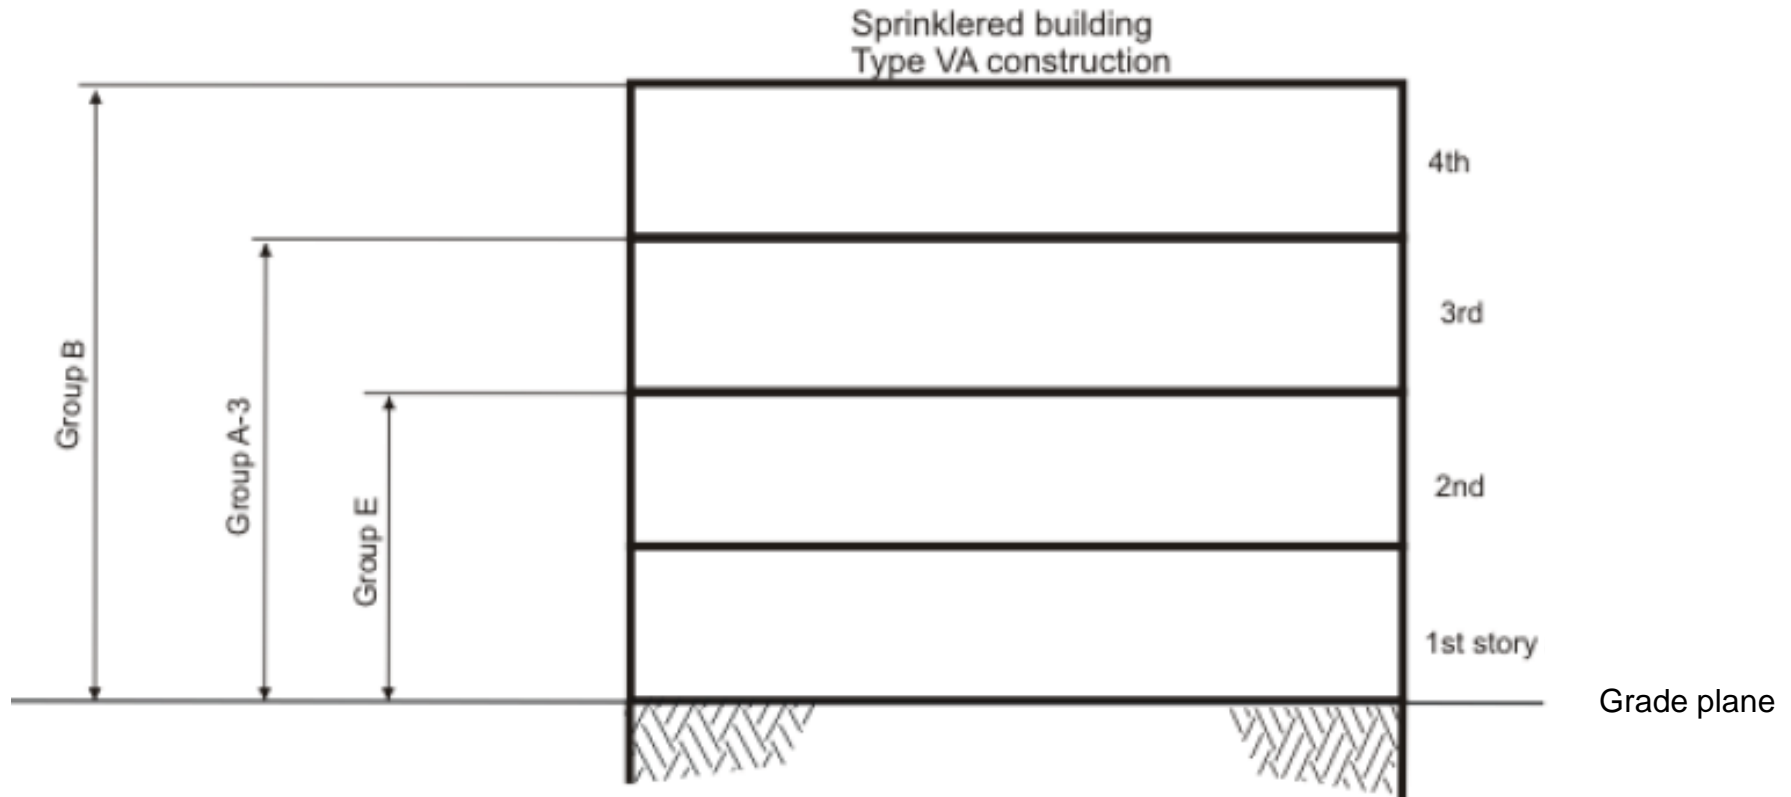 Sprinklered building
Type VA construction
4th
3rd
Group B
Group A-3
2nd
Group E
1st story
Grade plane